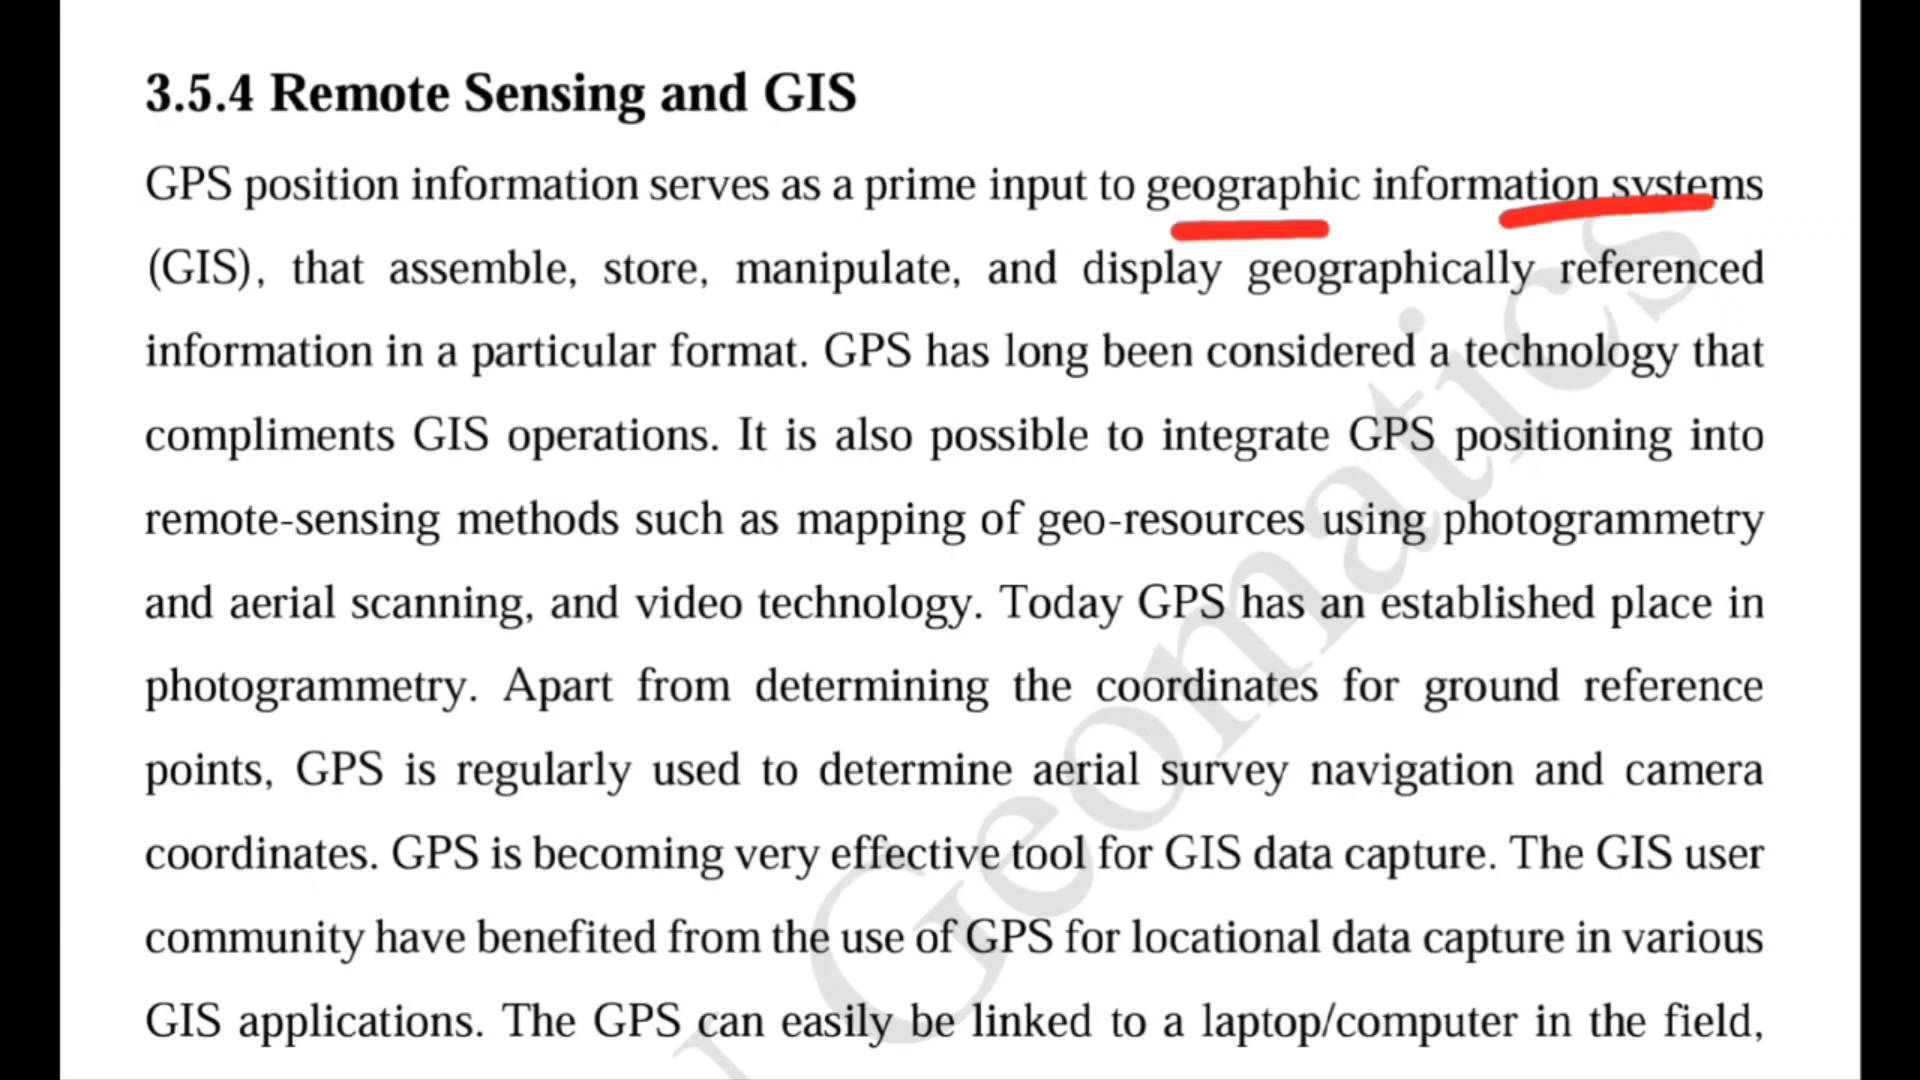 3.5.4 Remote Sensing and GIS
GPS position information serves as a prime input to geographic information systems
(GIS), that assemble, store, manipulate, and display geographically referenced
information in a particular format. GPS has long been considered a technology that
compliments GIS operations. It is also possible to integrate GPS positioning into
remote-sensing methods such as mapping of geo-resources using photogrammetry
and aerial scanning, and video technology. Today GPS has an established place in
photogrammetry. Apart from determining the coordinates for ground reference
points, GPS is regularly used to determine aerial survey navigation and camera
coordinates. GPS is becoming very effective tool for GIS data capture. The GIS user
community have benefited from the use of GPS for locational data capture in various
GIS applications. The GPS can easily be linked to a laptop/computer in the field,
Geomatics